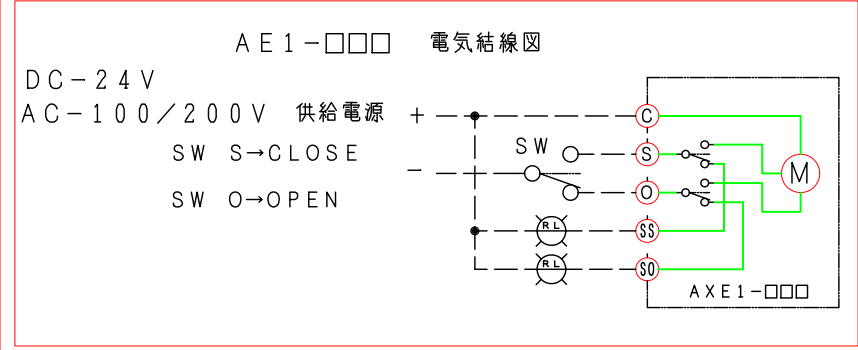 AE1-□□□ 電気結線図
DC-24V
AC-100/200V 供給電源 +
C
SW S→CLOSE
SW
S
-
M
SW O→OPEN
O
RL
SS
RL
SO
AXE1-□□□